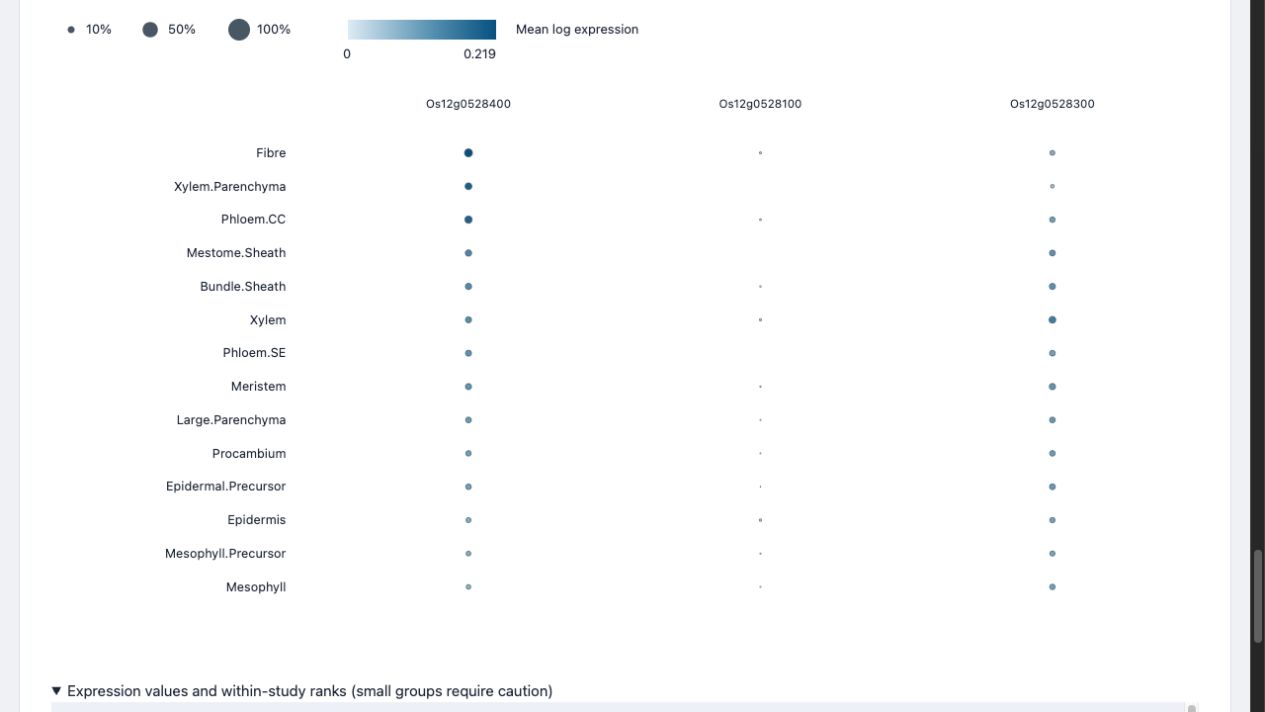 10% 50% 100% Mean log expression
0 0.219
Os12g0528400 Os12g0528100 Os12g0528300
Fibre
Xylem.Parenchyma
Phloem.CC
Mestome.Sheath
Bundle.Sheath
Xylem
Phloem.SE
Meristem
Large.Parenchyma
Procambium
Epidermal.Precursor
Epidermis
Mesophyll.Precursor
Mesophyll
▼ Expression values and within-study ranks (small groups require caution)